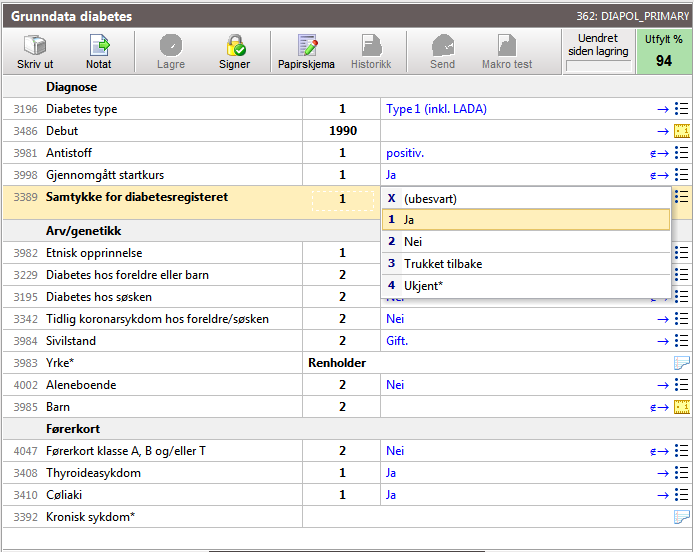 Grunndata diabetes 362: DIAPOL_PRIMARY
Skriv ut Notat Lagre Signer Papirskjema Historikk Send Makro test Uendret siden lagring Utfylt % 94
Diagnose
3196 Diabetes type 1 Type 1 (inkl. LADA)
3486 Debut 1990
3981 Antistoff 1 positiv.
3998 Gjennomgått startkurs 1 Ja
3389 Samtykke for diabetesregisteret 1
X (ubesvart)
1 Ja
2 Nei
3 Trukket tilbake
4 Ukjent*
Arv/genetikk
3982 Etnisk opprinnelse 1
3229 Diabetes hos foreldre eller barn 2
3195 Diabetes hos søsken 2 Nei
3342 Tidlig koronarsykdom hos foreldre/søsken 2 Nei
3984 Sivilstand 2 Gift.
3983 Yrke* Renholder
4002 Aleneboende 2 Nei
3985 Barn 2
Førerkort
4047 Førerkort klasse A, B og/eller T 2 Nei
3408 Thyroideasykdom 1 Ja
3410 Cøliaki 1 Ja
3392 Kronisk sykdom*